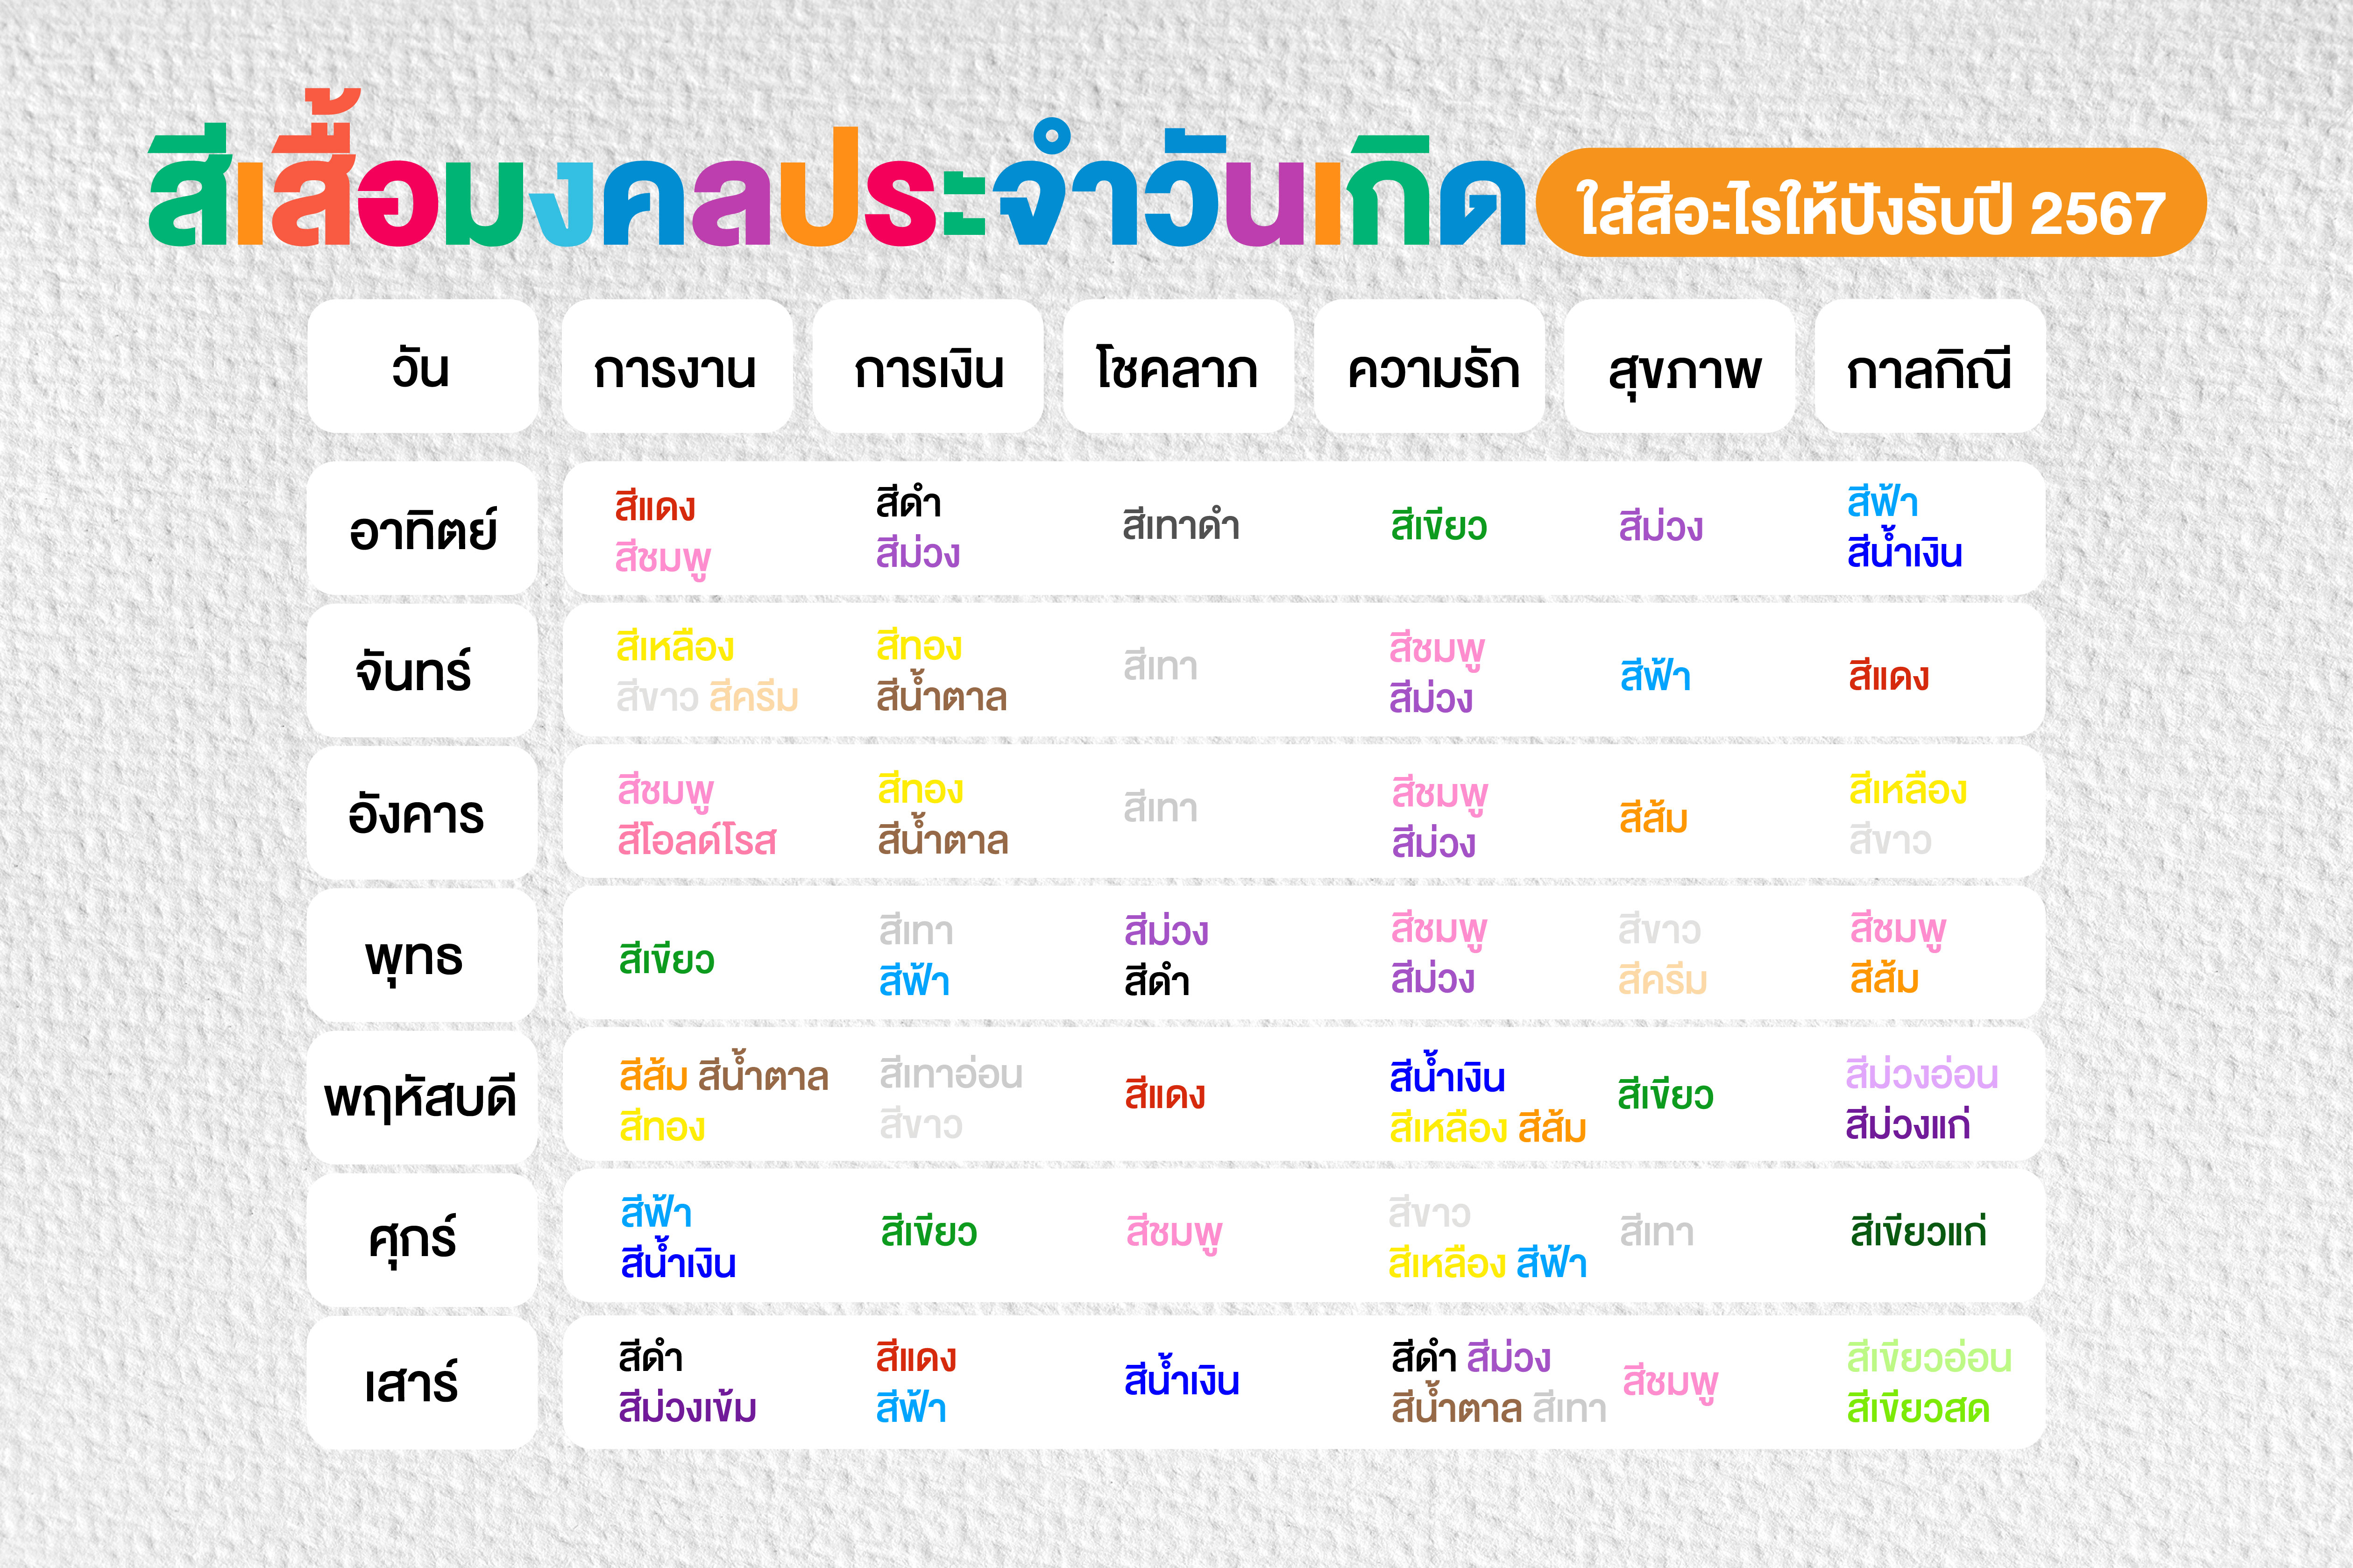 สีเสื้อมงคลประจำวันเกิด ใส่สีอะไรให้ปังรับปี 2567
วัน การงาน การเงิน โชคลาภ ความรัก สุขภาพ กาลกิณี
อาทิตย์
สีแดง
สีชมพู
สีดำ
สีม่วง
สีเทาดำ
สีเขียว
สีม่วง
สีฟ้า
สีน้ำเงิน
จันทร์
สีเหลือง
สีขาว สีครีม
สีทอง
สีน้ำตาล
สีเทา
สีชมพู
สีม่วง
สีฟ้า
สีแดง
อังคาร
สีชมพู
สีโอลด์โรส
สีทอง
สีน้ำตาล
สีเทา
สีชมพู
สีม่วง
สีส้ม
สีเหลือง
สีขาว
พุทธ
สีเขียว
สีเทา
สีฟ้า
สีม่วง
สีดำ
สีชมพู
สีม่วง
สีขาว
สีครีม
สีชมพู
สีส้ม
พฤหัสบดี
สีส้ม สีน้ำตาล
สีทอง
สีเทาอ่อน
สีขาว
สีแดง
สีน้ำเงิน
สีเหลือง สีส้ม
สีเขียว
สีม่วงอ่อน
สีม่วงแก่
ศุกร์
สีฟ้า
สีน้ำเงิน
สีเขียว
สีชมพู
สีขาว
สีเหลือง สีฟ้า
สีเทา
สีเขียวแก่
เสาร์
สีดำ
สีม่วงเข้ม
สีแดง
สีฟ้า
สีน้ำเงิน
สีดำ สีม่วง
สีน้ำตาล สีเทา
สีชมพู
สีเขียวอ่อน
สีเขียวสด